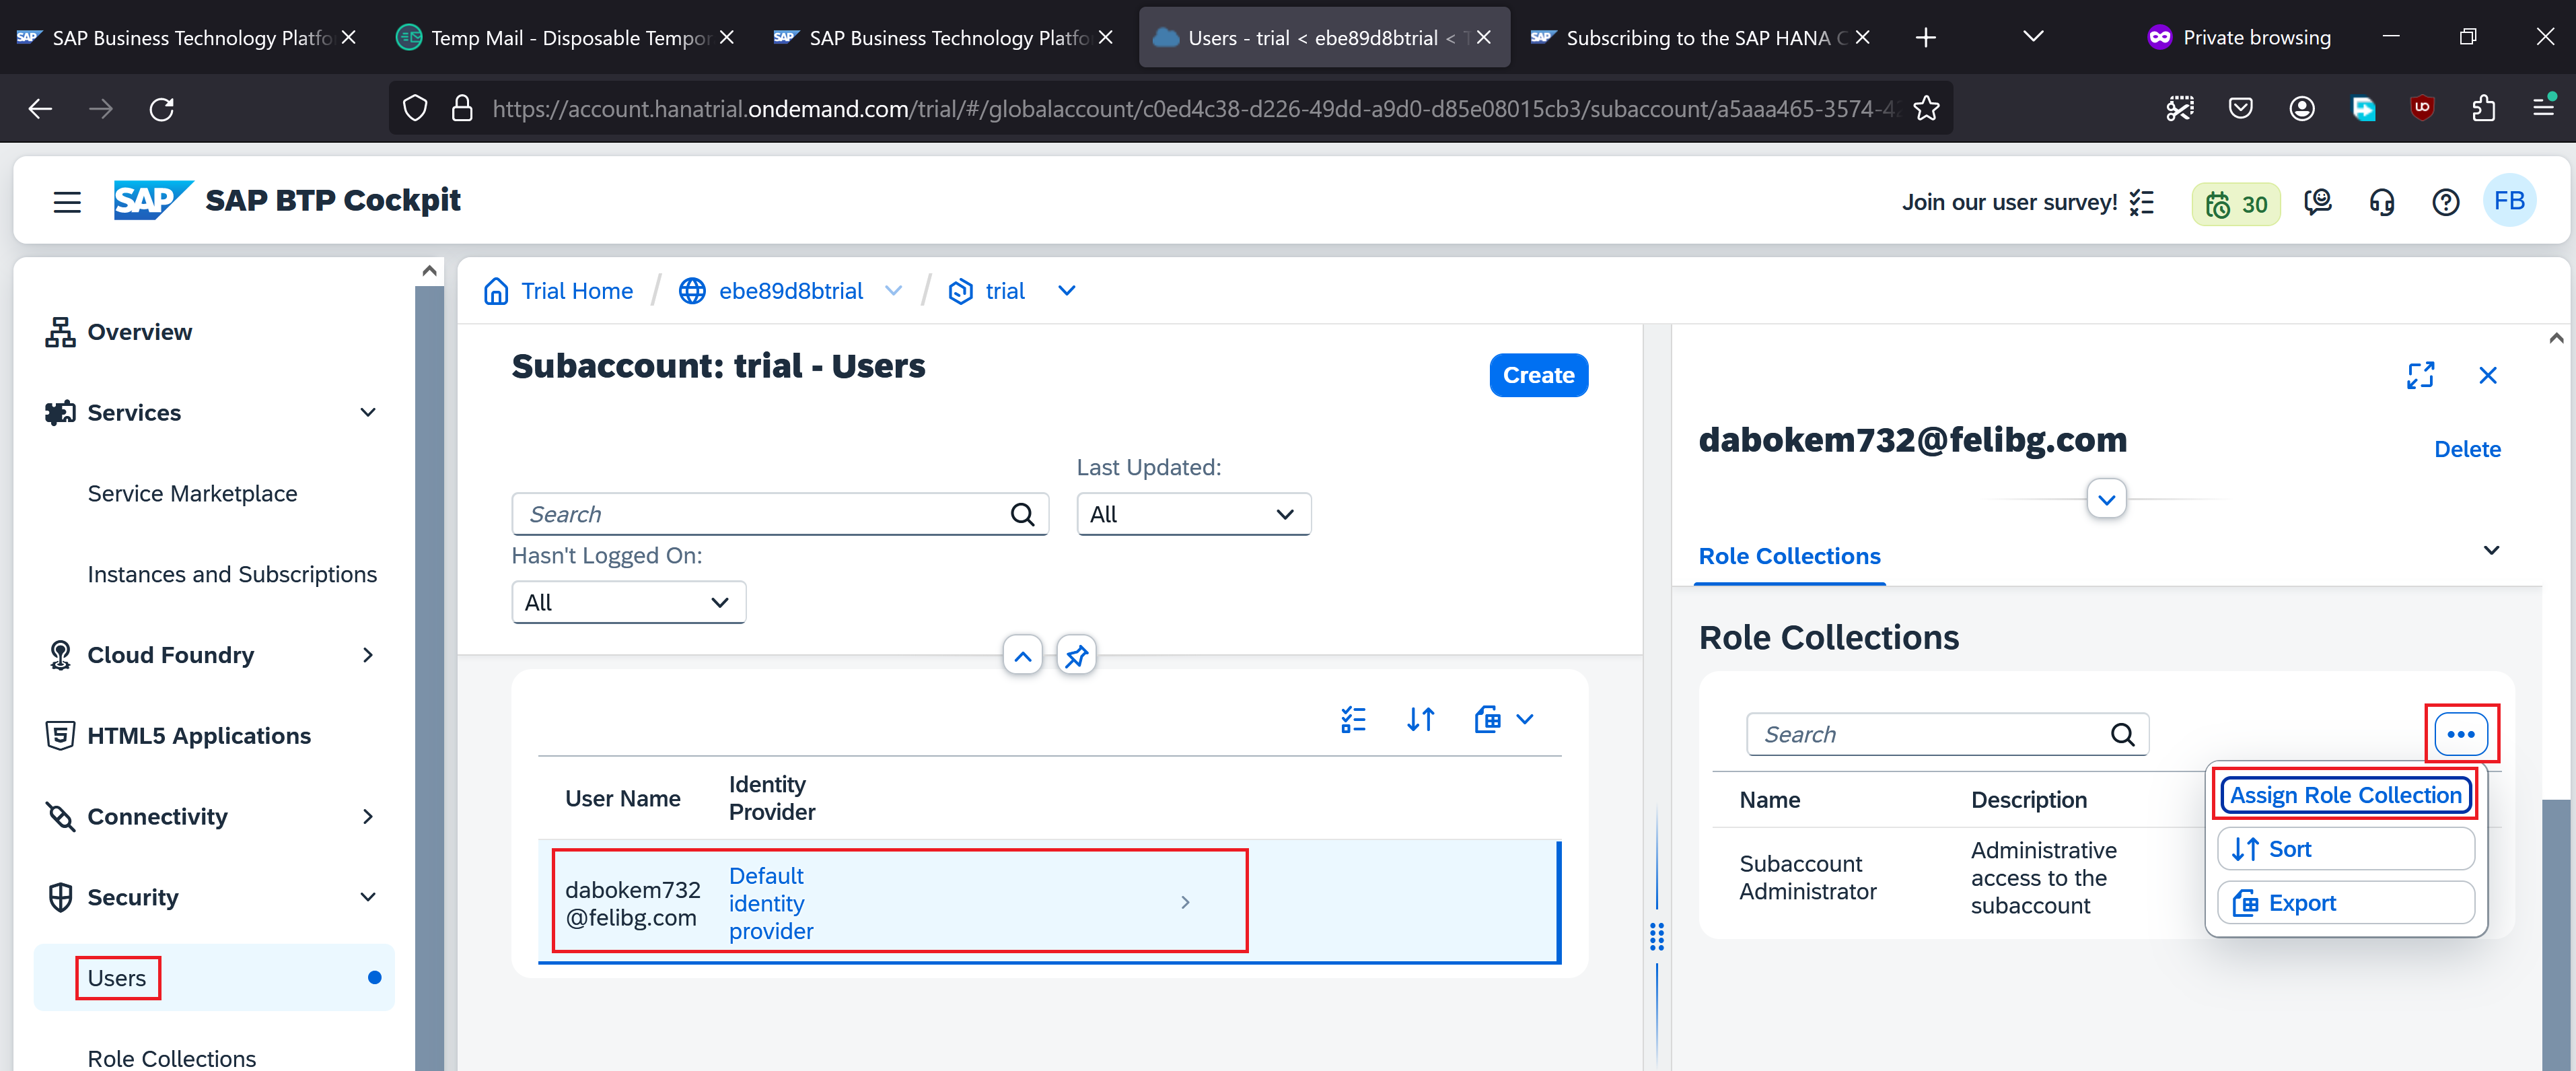 SAP Business Technology Platfo
Temp Mail - Disposable Tempor
SAP Business Technology Platfo
Users - trial < ebe89d8btrial < T
Subscribing to the SAP HANA C
Private browsing
https://account.hanatrial.ondemand.com/trial/#/globalaccount/c0ed4c38-d226-49dd-a9d0-d85e08015cb3/subaccount/a5aaa465-3574-42
SAP
SAP BTP Cockpit
Join our user survey!
30
FB
Overview
Services
Service Marketplace
Instances and Subscriptions
Cloud Foundry
HTML5 Applications
Connectivity
Security
Users
Role Collections
Trial Home / ebe89d8btrial / trial
Subaccount: trial - Users
Create
Search
Last Updated:
All
Hasn't Logged On:
All
User Name
Identity
Provider
dabokem732
@felibg.com
Default
identity
provider
dabokem732@felibg.com
Delete
Role Collections
Role Collections
Search
Name
Description
Subaccount
Administrator
Administrative
access to the
subaccount
Assign Role Collection
Sort
Export